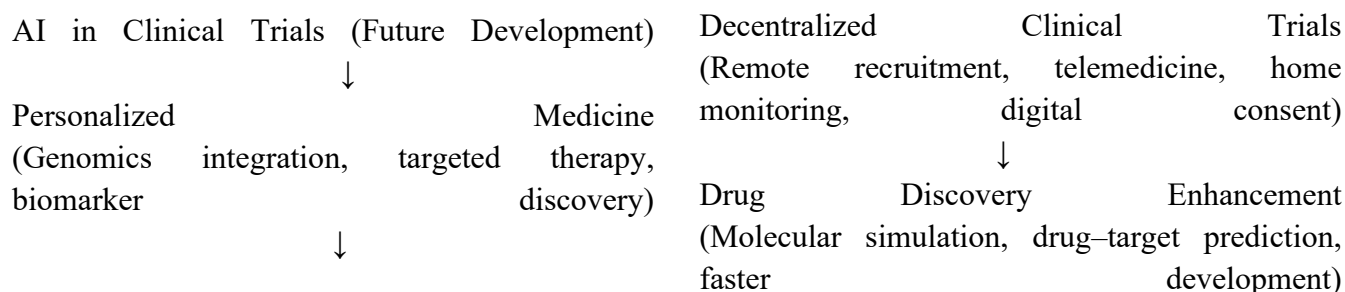 AI in Clinical Trials (Future Development)
↓
Personalized Medicine
(Genomics integration, targeted therapy,
biomarker discovery)
↓
Decentralized Clinical Trials
(Remote recruitment, telemedicine, home
monitoring, digital consent)
↓
Drug Discovery Enhancement
(Molecular simulation, drug–target prediction,
faster development)